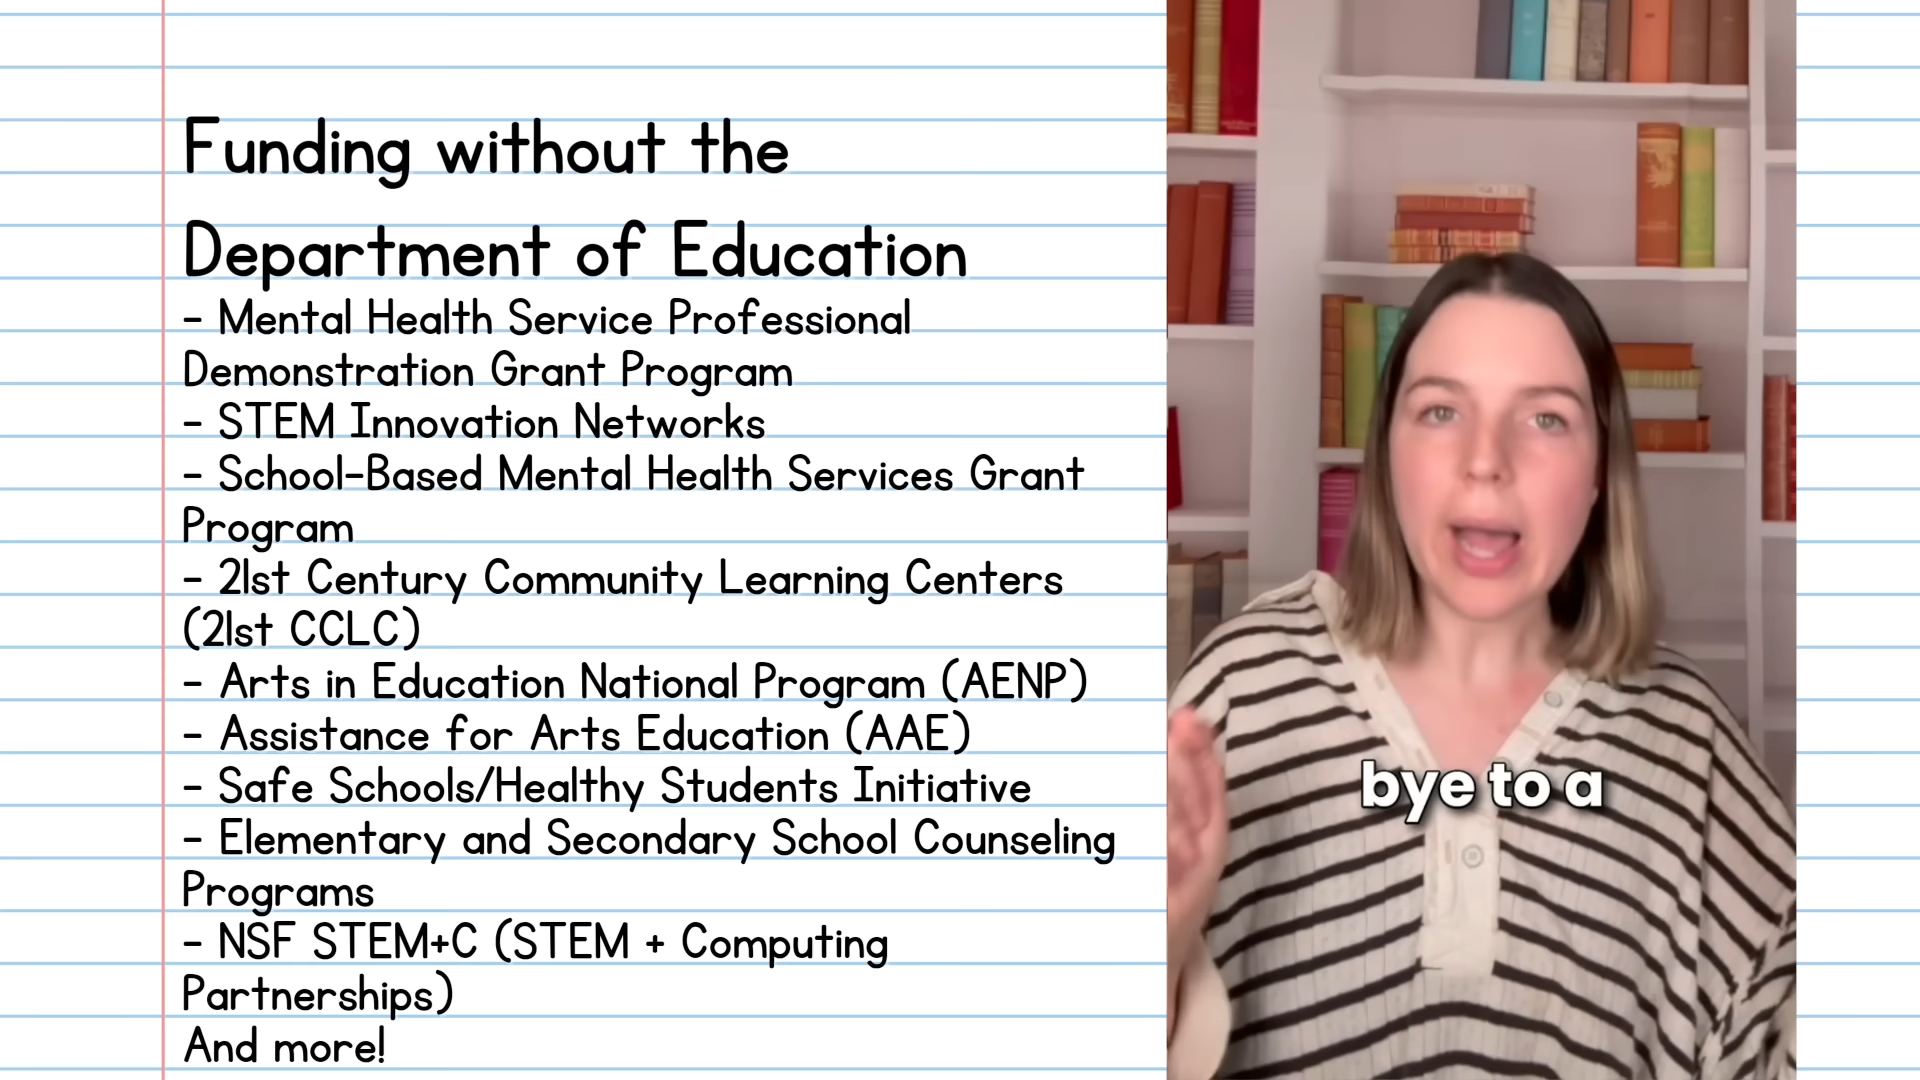 Funding without the
Department of Education
- Mental Health Service Professional
Demonstration Grant Program
- STEM Innovation Networks
- School-Based Mental Health Services Grant
Program
- 21st Century Community Learning Centers
(21st CCLC)
- Arts in Education National Program (AENP)
- Assistance for Arts Education (AAE)
- Safe Schools/Healthy Students Initiative
- Elementary and Secondary School Counseling
Programs
- NSF STEM+C (STEM + Computing
Partnerships)
And more!
bye to a